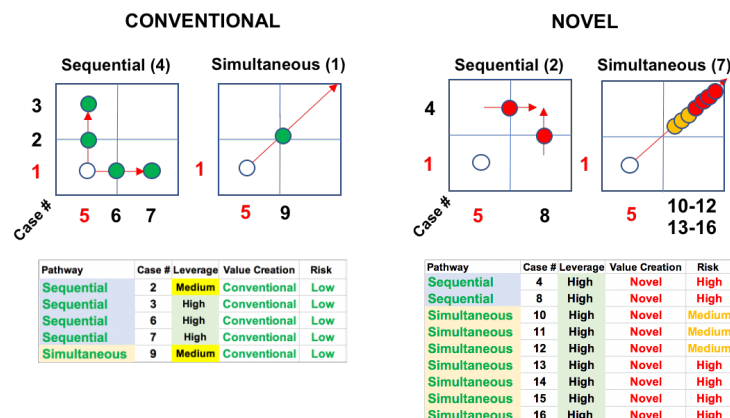 CONVENTIONAL
NOVEL
Sequential (4)
Simultaneous (1)
Sequential (2)
Simultaneous (7)
3
2
1
Case #
5 6 7
1
5 9
4
1
Case #
5 8
1
5 10-12
13-16
Pathway Case # Leverage Value Creation Risk
Sequential 2 Medium Conventional Low
Sequential 3 High Conventional Low
Sequential 6 High Conventional Low
Sequential 7 High Conventional Low
Simultaneous 9 Medium Conventional Low
Pathway Case # Leverage Value Creation Risk
Sequential 4 High Novel High
Sequential 8 High Novel High
Simultaneous 10 High Novel Medium
Simultaneous 11 High Novel Medium
Simultaneous 12 High Novel Medium
Simultaneous 13 High Novel High
Simultaneous 14 High Novel High
Simultaneous 15 High Novel High
Simultaneous 16 High Novel High